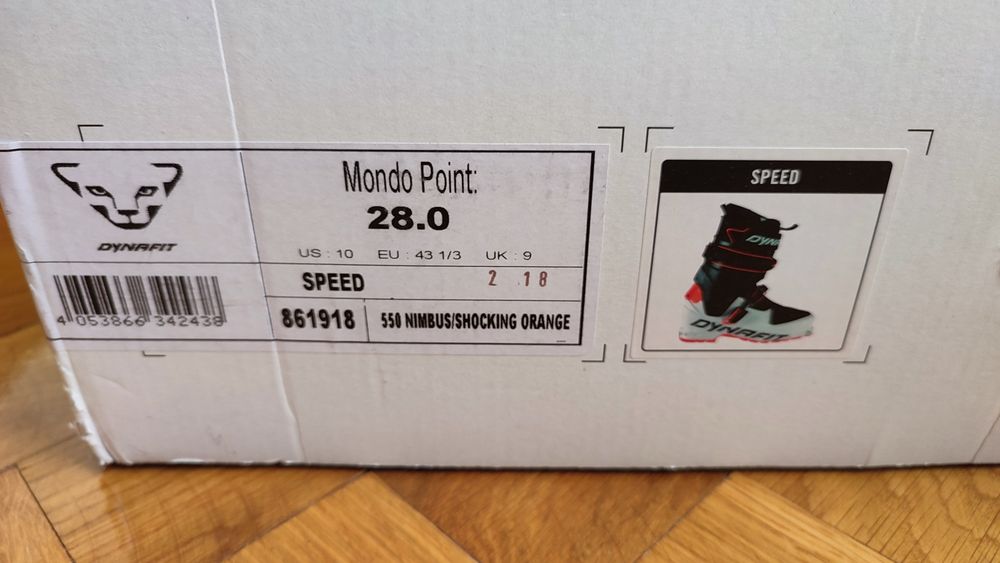 Mondo Point:
28.0
US : 10 EU : 43 1/3 UK : 9
DYNAFIT
SPEED 2 18
4 053866 342438
861918 550 NIMBUS/SHOCKING ORANGE
SPEED
DYNAFIT